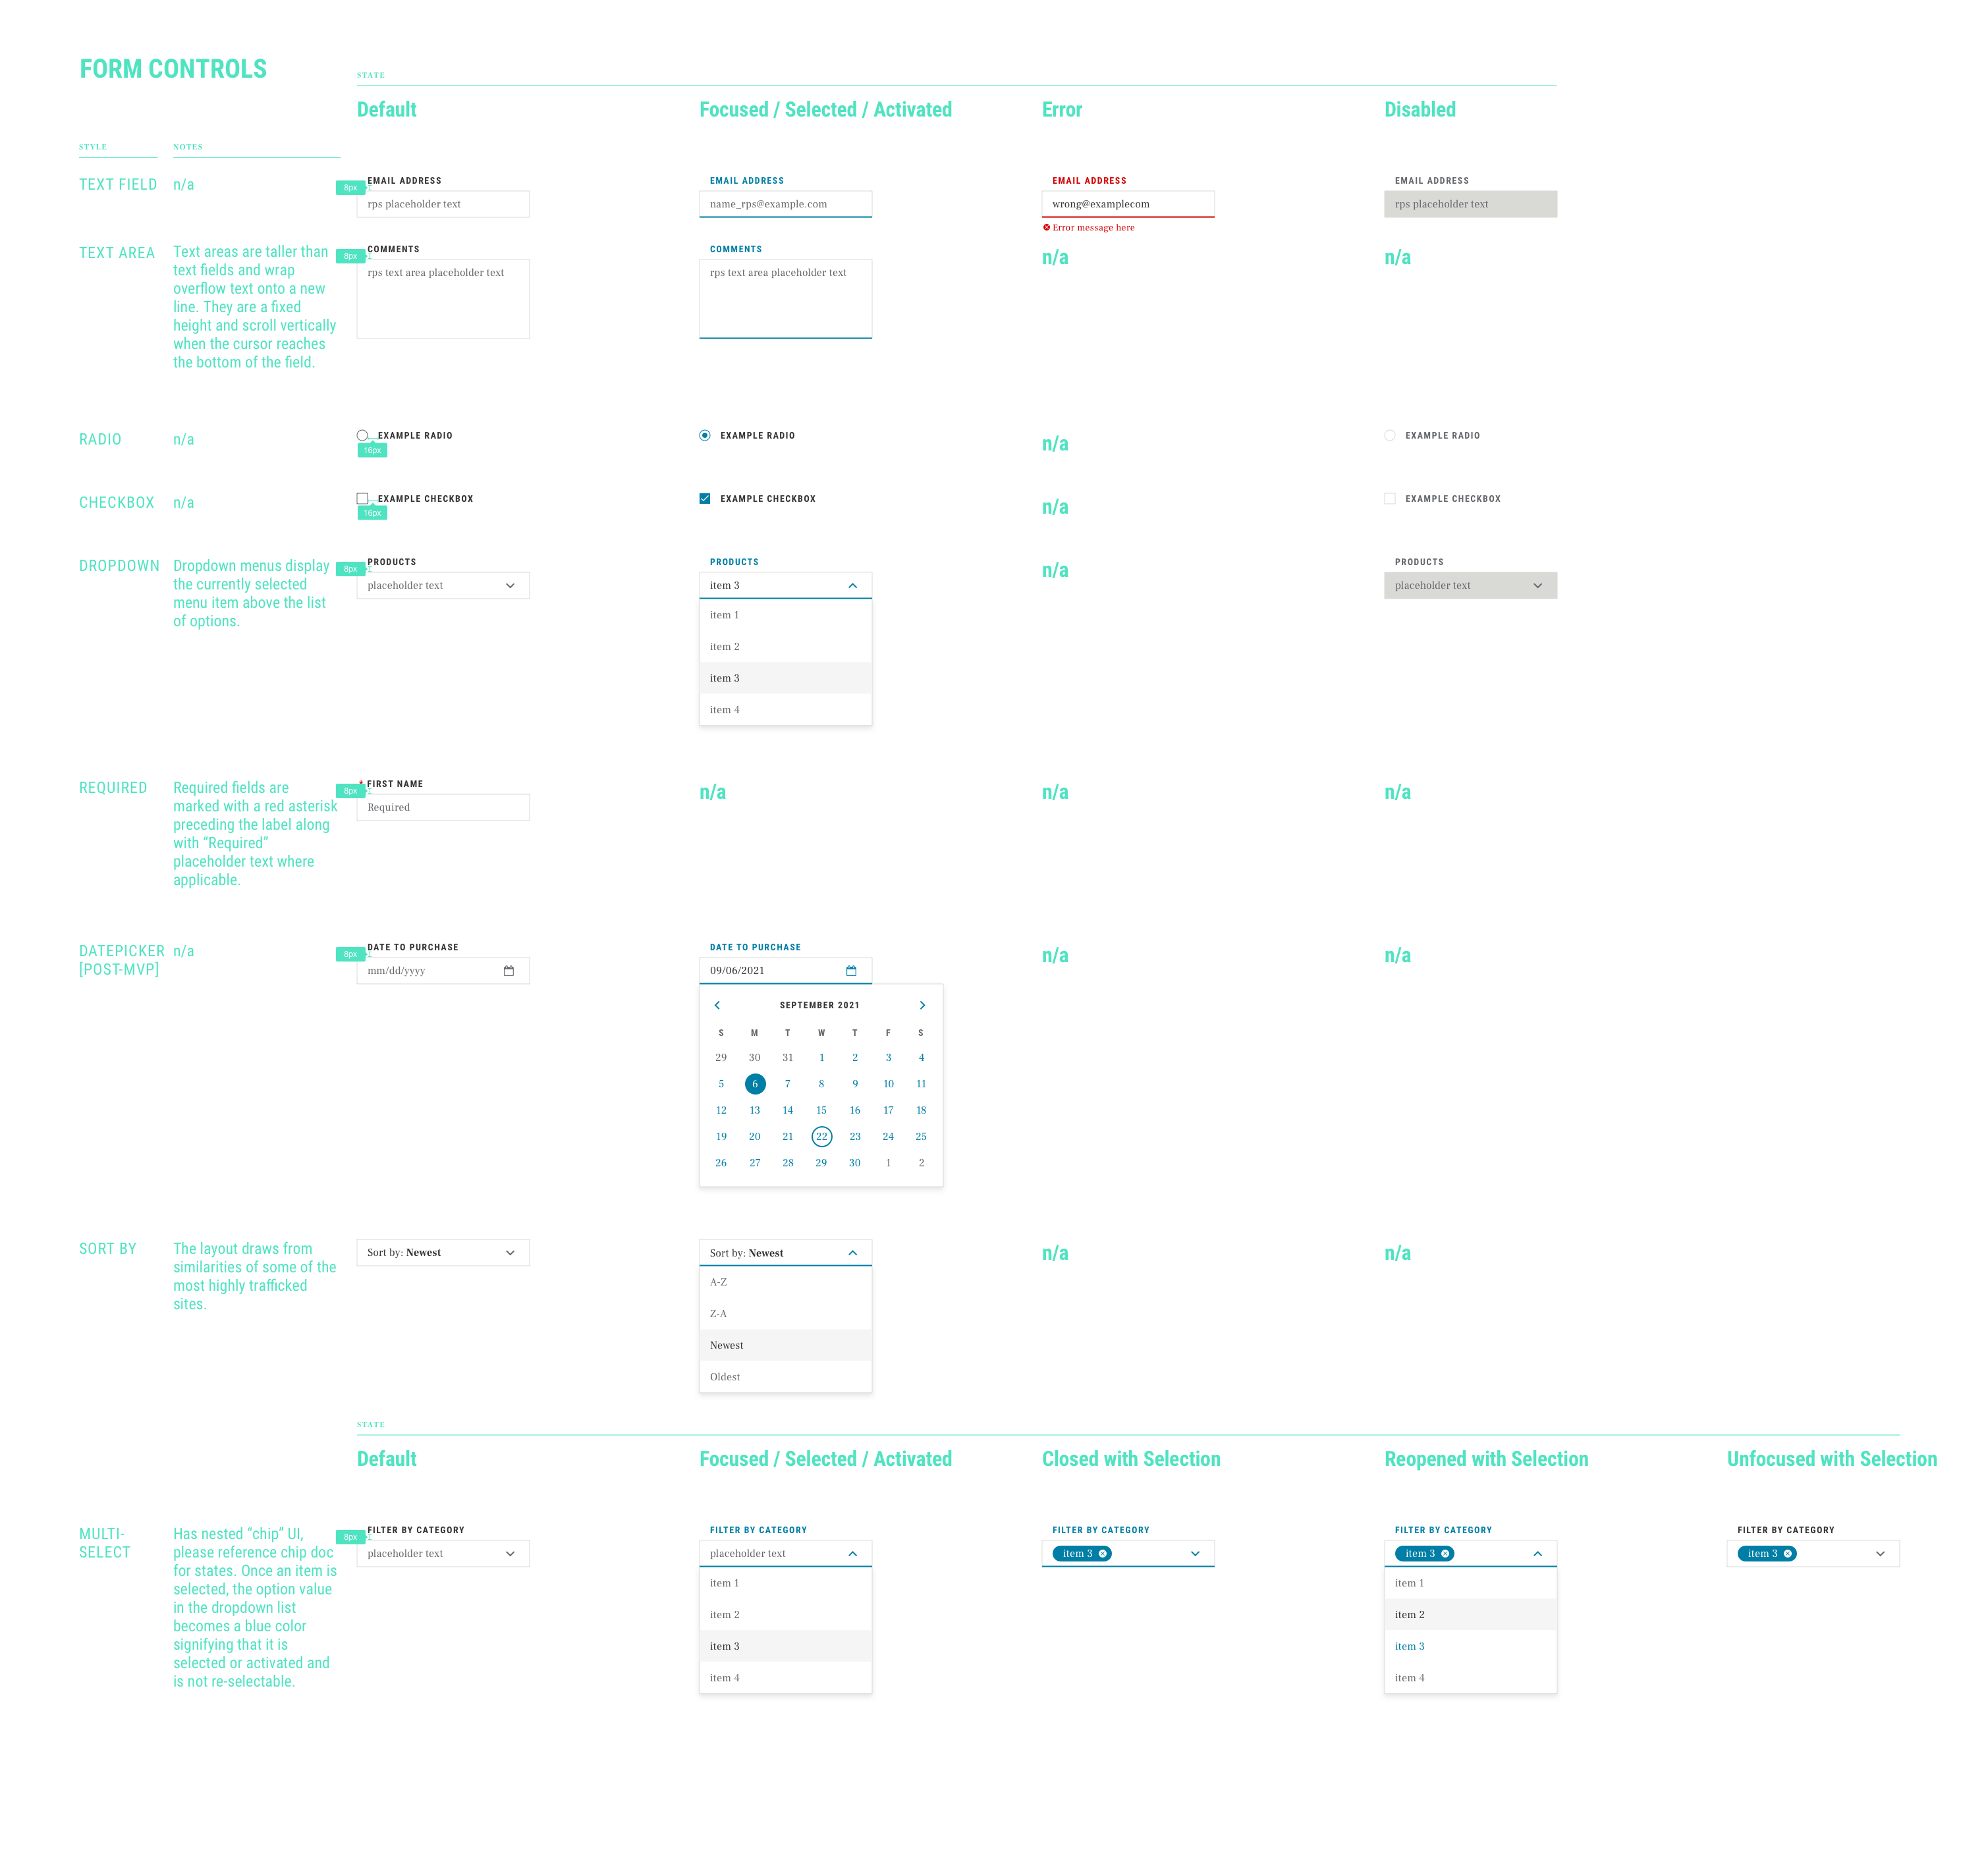 FORM CONTROLS
STATE
Default
Focused / Selected / Activated
Error
Disabled
STYLE
NOTES
TEXT FIELD
n/a
8px
EMAIL ADDRESS
rps placeholder text
EMAIL ADDRESS
name_rps@example.com
EMAIL ADDRESS
wrong@examplecom
Error message here
EMAIL ADDRESS
rps placeholder text
TEXT AREA
Text areas are taller than
text fields and wrap
overflow text onto a new
line. They are a fixed
height and scroll vertically
when the cursor reaches
the bottom of the field.
8px
COMMENTS
rps text area placeholder text
COMMENTS
rps text area placeholder text
n/a
n/a
RADIO
n/a
EXAMPLE RADIO
16px
EXAMPLE RADIO
n/a
EXAMPLE RADIO
CHECKBOX
n/a
EXAMPLE CHECKBOX
16px
EXAMPLE CHECKBOX
n/a
EXAMPLE CHECKBOX
DROPDOWN
Dropdown menus display
the currently selected
menu item above the list
of options.
8px
PRODUCTS
placeholder text
PRODUCTS
item 3
item 1
item 2
item 3
item 4
n/a
PRODUCTS
placeholder text
REQUIRED
Required fields are
marked with a red asterisk
preceding the label along
with “Required”
placeholder text where
applicable.
8px
* FIRST NAME
Required
n/a
n/a
n/a
DATEPICKER
[POST-MVP]
n/a
8px
DATE TO PURCHASE
mm/dd/yyyy
DATE TO PURCHASE
09/06/2021
SEPTEMBER 2021
S M T W T F S
29 30 31 1 2 3 4
5 6 7 8 9 10 11
12 13 14 15 16 17 18
19 20 21 22 23 24 25
26 27 28 29 30 1 2
n/a
n/a
SORT BY
The layout draws from
similarities of some of the
most highly trafficked
sites.
Sort by: Newest
Sort by: Newest
A-Z
Z-A
Newest
Oldest
n/a
n/a
STATE
Default
Focused / Selected / Activated
Closed with Selection
Reopened with Selection
Unfocused with Selection
MULTI-
SELECT
Has nested “chip” UI,
please reference chip doc
for states. Once an item is
selected, the option value
in the dropdown list
becomes a blue color
signifying that it is
selected or activated and
is not re-selectable.
8px
FILTER BY CATEGORY
placeholder text
FILTER BY CATEGORY
placeholder text
item 1
item 2
item 3
item 4
FILTER BY CATEGORY
item 3
FILTER BY CATEGORY
item 3
item 1
item 2
item 3
item 4
FILTER BY CATEGORY
item 3